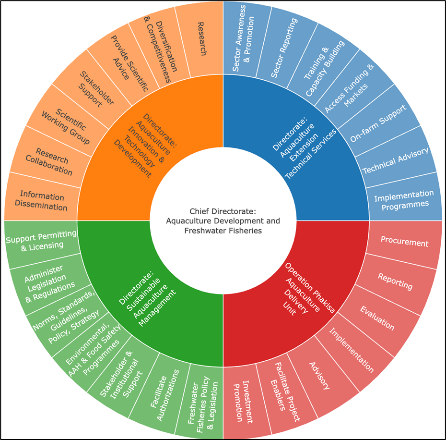 Chief Directorate:
Aquaculture Development and
Freshwater Fisheries
Directorate:
Aquaculture
Extension &
Technical Services
Sector Awareness
& Promotion
Sector Reporting
Training &
Capacity Building
Access Funding &
Markets
On-farm Support
Technical Advisory
Implementation
Programmes
Operation Phakisa
Aquaculture
Delivery
Unit
Procurement
Reporting
Evaluation
Implementation
Advisory
Facilitate Project
Enablers
Investment
Promotion
Directorate:
Sustainable
Aquaculture
Management
Freshwater
Fisheries Policy
& Legislation
Facilitate
Authorizations
Stakeholder &
Institutional
Support
Environmental,
AAH & Food Safety
Programmes
Norms, Standards,
Guidelines,
Policy, Strategy
Administer
Legislation
& Regulations
Support Permitting
& Licensing
Directorate:
Aquaculture
Innovation &
Technology
Development
Information
Dissemination
Research
Collaboration
Scientific
Working Group
Stakeholder
Support
Provide Scientific
Advice
Diversification
& Competitiveness
Research